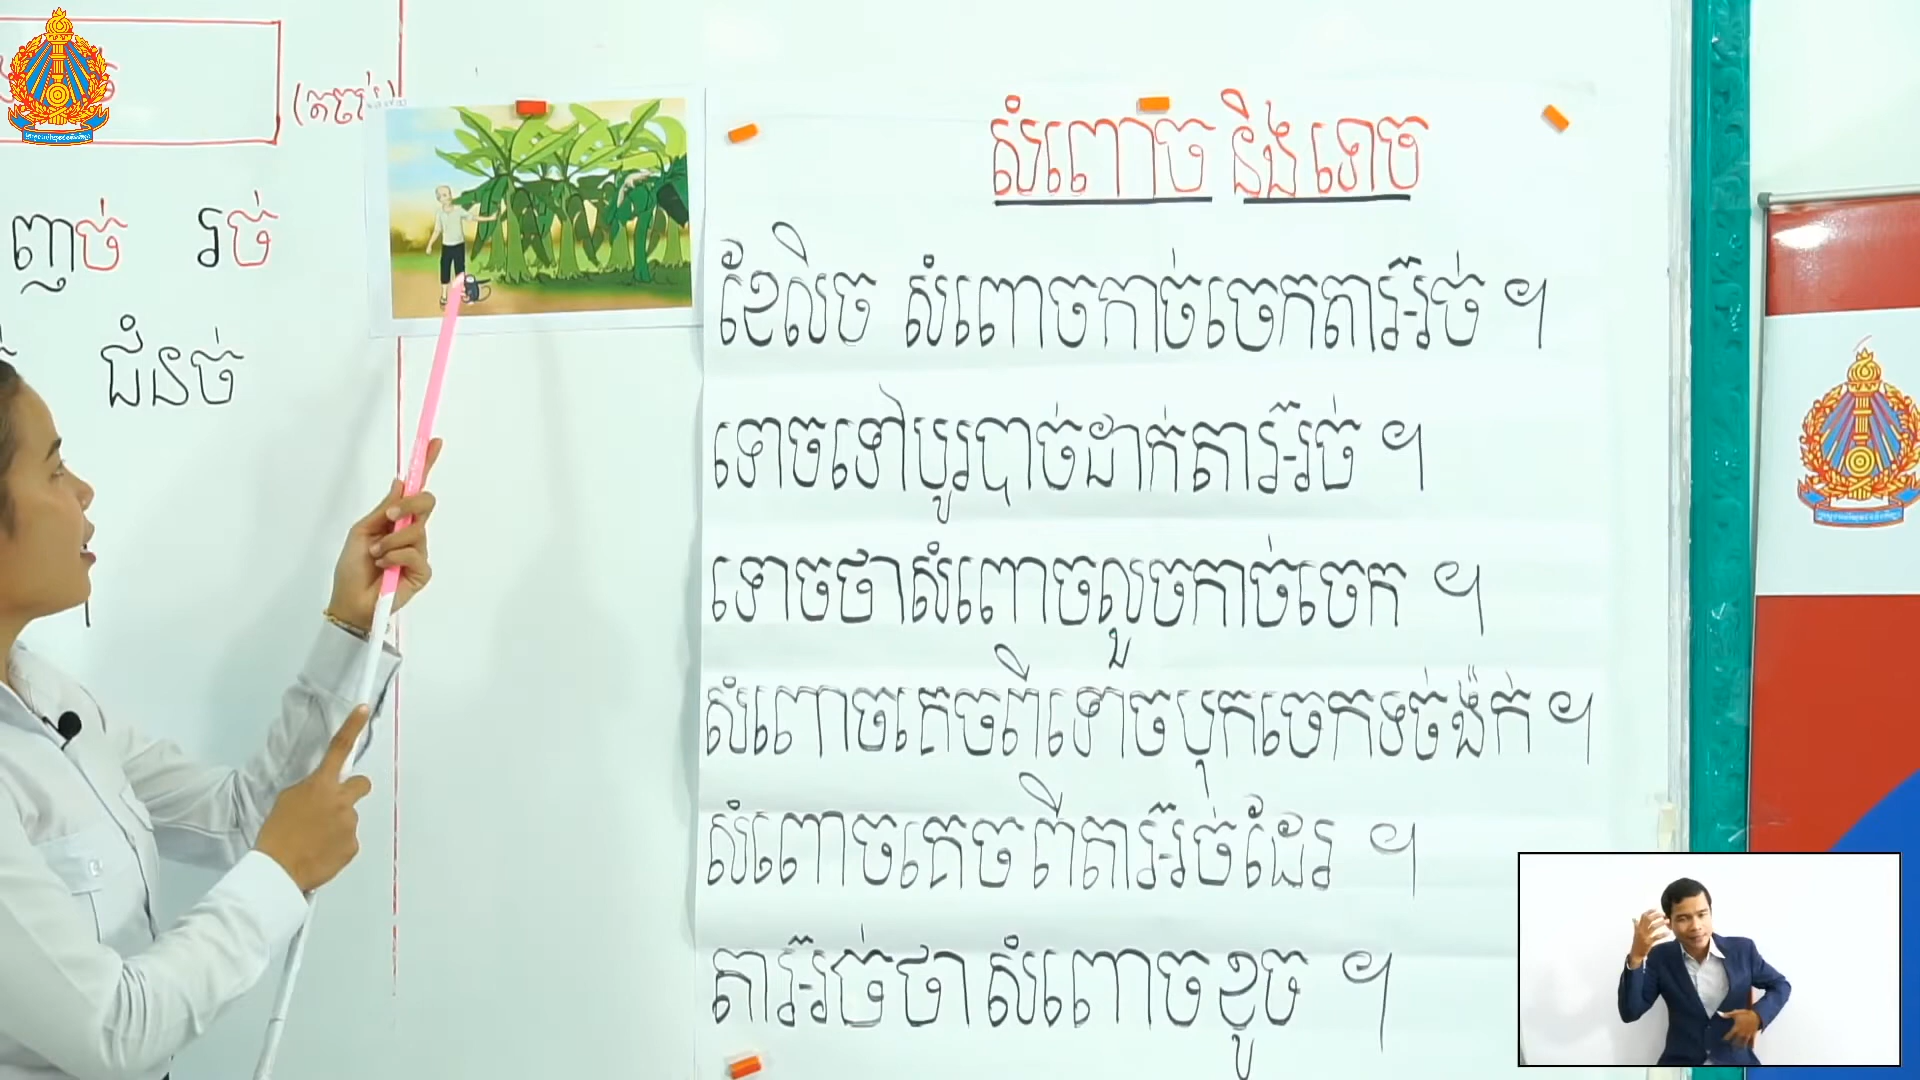 ញច់ រច់
ជំនច់
សំពោច និង ទោច
ខែលិច សំពោចកាច់ចេកតាអ៊ច់ ។
ទោចទៅបូរបាច់ដាក់តាអ៊ច់ ។
ទោចថាសំពោចលួចកាច់ចេក ។
សំពោចគេចពីទោចបុកចេកទច់ង៉ក់ ។
សំពោចគេចពីតាអ៊ច់ដែរ ។
តាអ៊ច់ថាសំពោចខូច ។